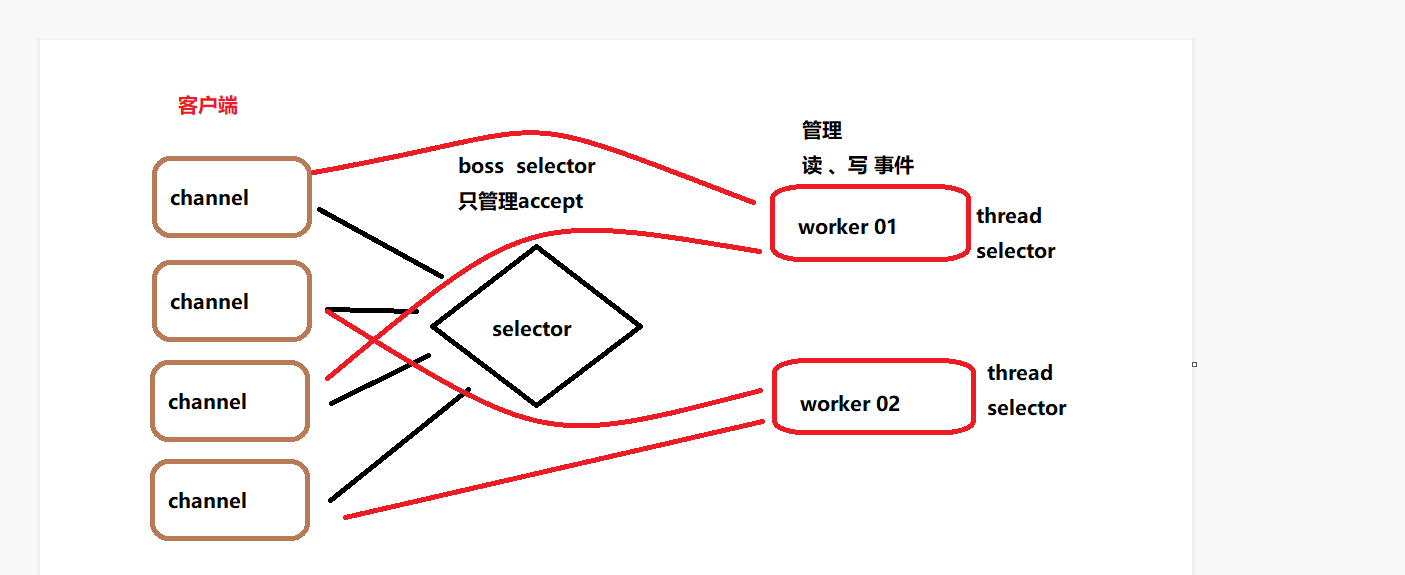 客户端
channel
channel
channel
channel
boss selector
只管理accept
selector
管理
读 、写 事件
worker 01
thread
selector
worker 02
thread
selector